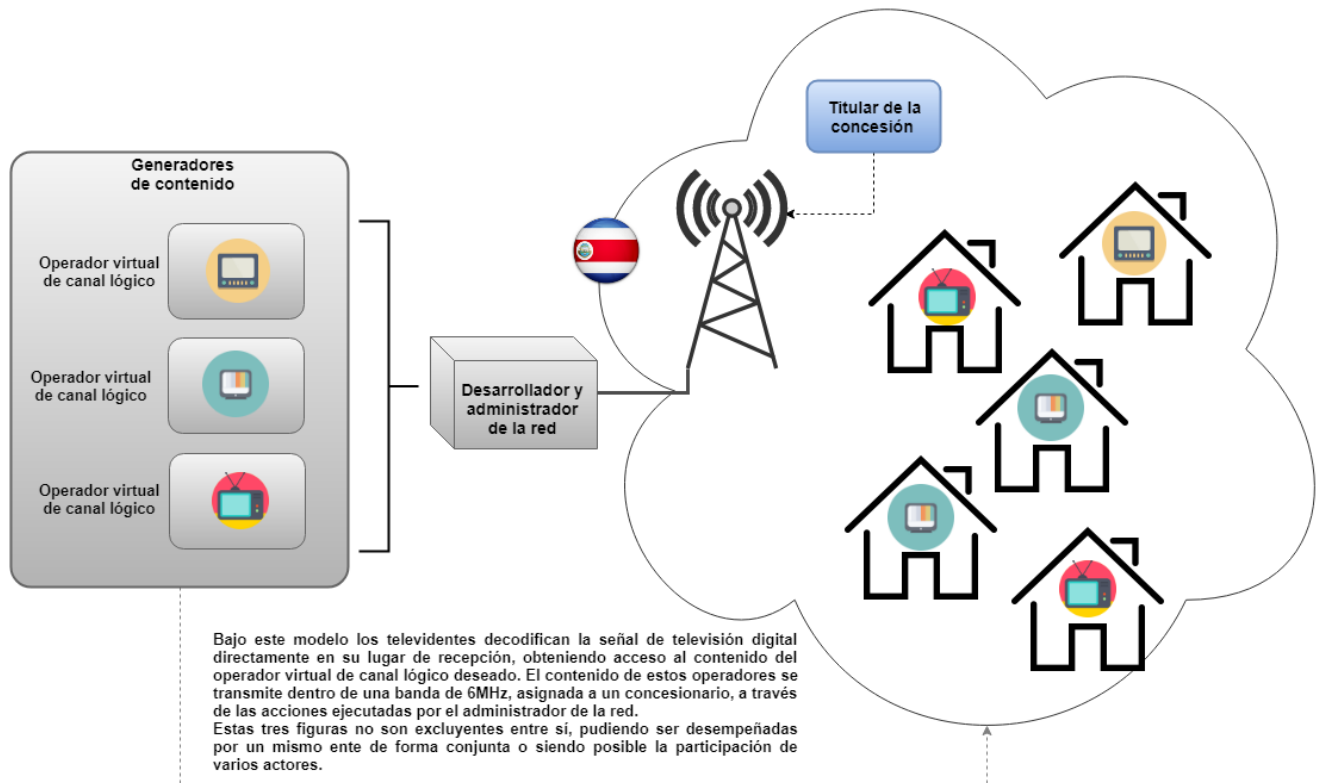 Titular de la
concesión
Generadores
de contenido
Operador virtual
de canal lógico
Operador virtual
de canal lógico
Operador virtual
de canal lógico
Desarrollador y
administrador
de la red
Bajo este modelo los televidentes decodifican la señal de televisión digital
directamente en su lugar de recepción, obteniendo acceso al contenido del
operador virtual de canal lógico deseado. El contenido de estos operadores se
transmite dentro de una banda de 6MHz, asignada a un concesionario, a través
de las acciones ejecutadas por el administrador de la red.
Estas tres figuras no son excluyentes entre sí, pudiendo ser desempeñadas
por un mismo ente de forma conjunta o siendo posible la participación de
varios actores.